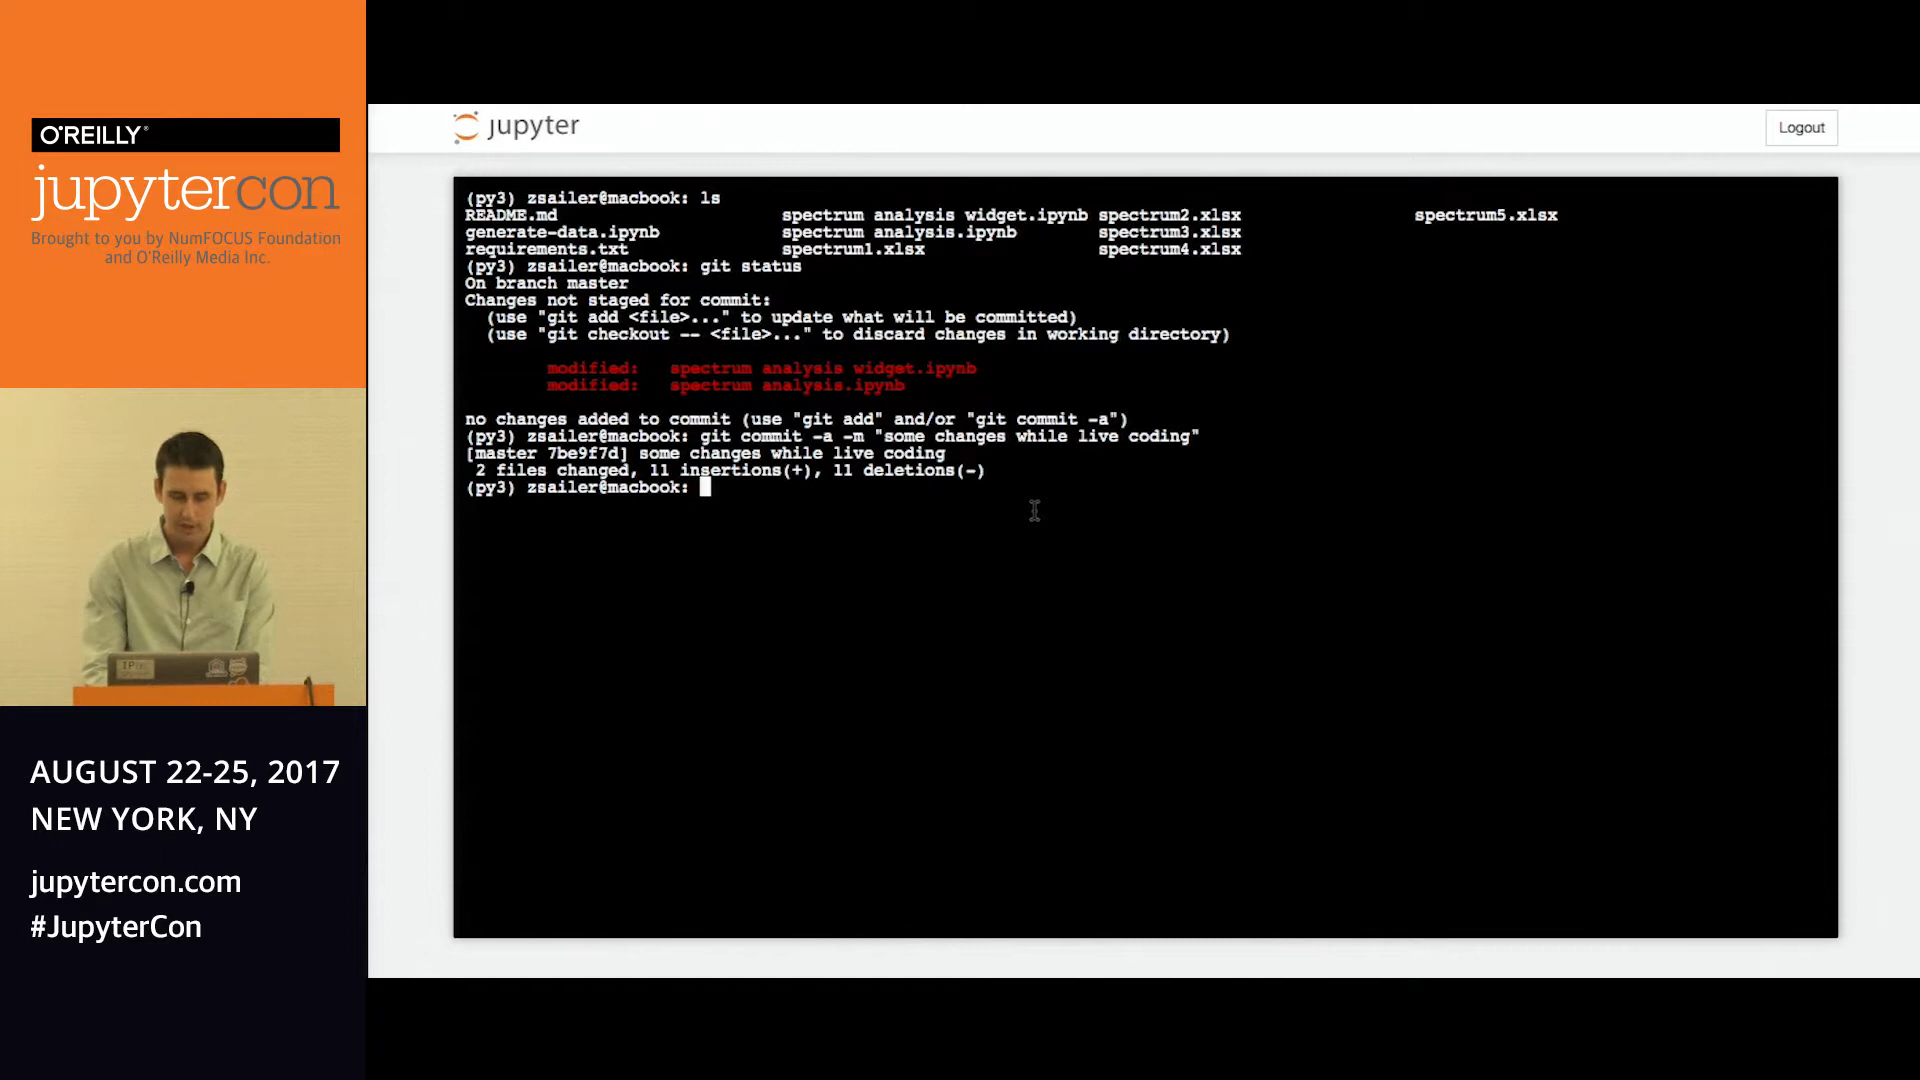 O'REILLY®
jupytercon
Brought to you by NumFOCUS Foundation
and O'Reilly Media Inc.
AUGUST 22-25, 2017
NEW YORK, NY
jupytercon.com
#JupyterCon
jupyter
Logout
(py3) zsailer@macbook: ls
README.md spectrum analysis widget.ipynb spectrum2.xlsx spectrum5.xlsx
generate-data.ipynb spectrum analysis.ipynb spectrum3.xlsx
requirements.txt spectrum1.xlsx spectrum4.xlsx
(py3) zsailer@macbook: git status
On branch master
Changes not staged for commit:
(use "git add <file>..." to update what will be committed)
(use "git checkout -- <file>..." to discard changes in working directory)
modified: spectrum analysis widget.ipynb
modified: spectrum analysis.ipynb
no changes added to commit (use "git add" and/or "git commit -a")
(py3) zsailer@macbook: git commit -a -m "some changes while live coding"
[master 7be9f7d] some changes while live coding
2 files changed, 11 insertions(+), 11 deletions(-)
(py3) zsailer@macbook: